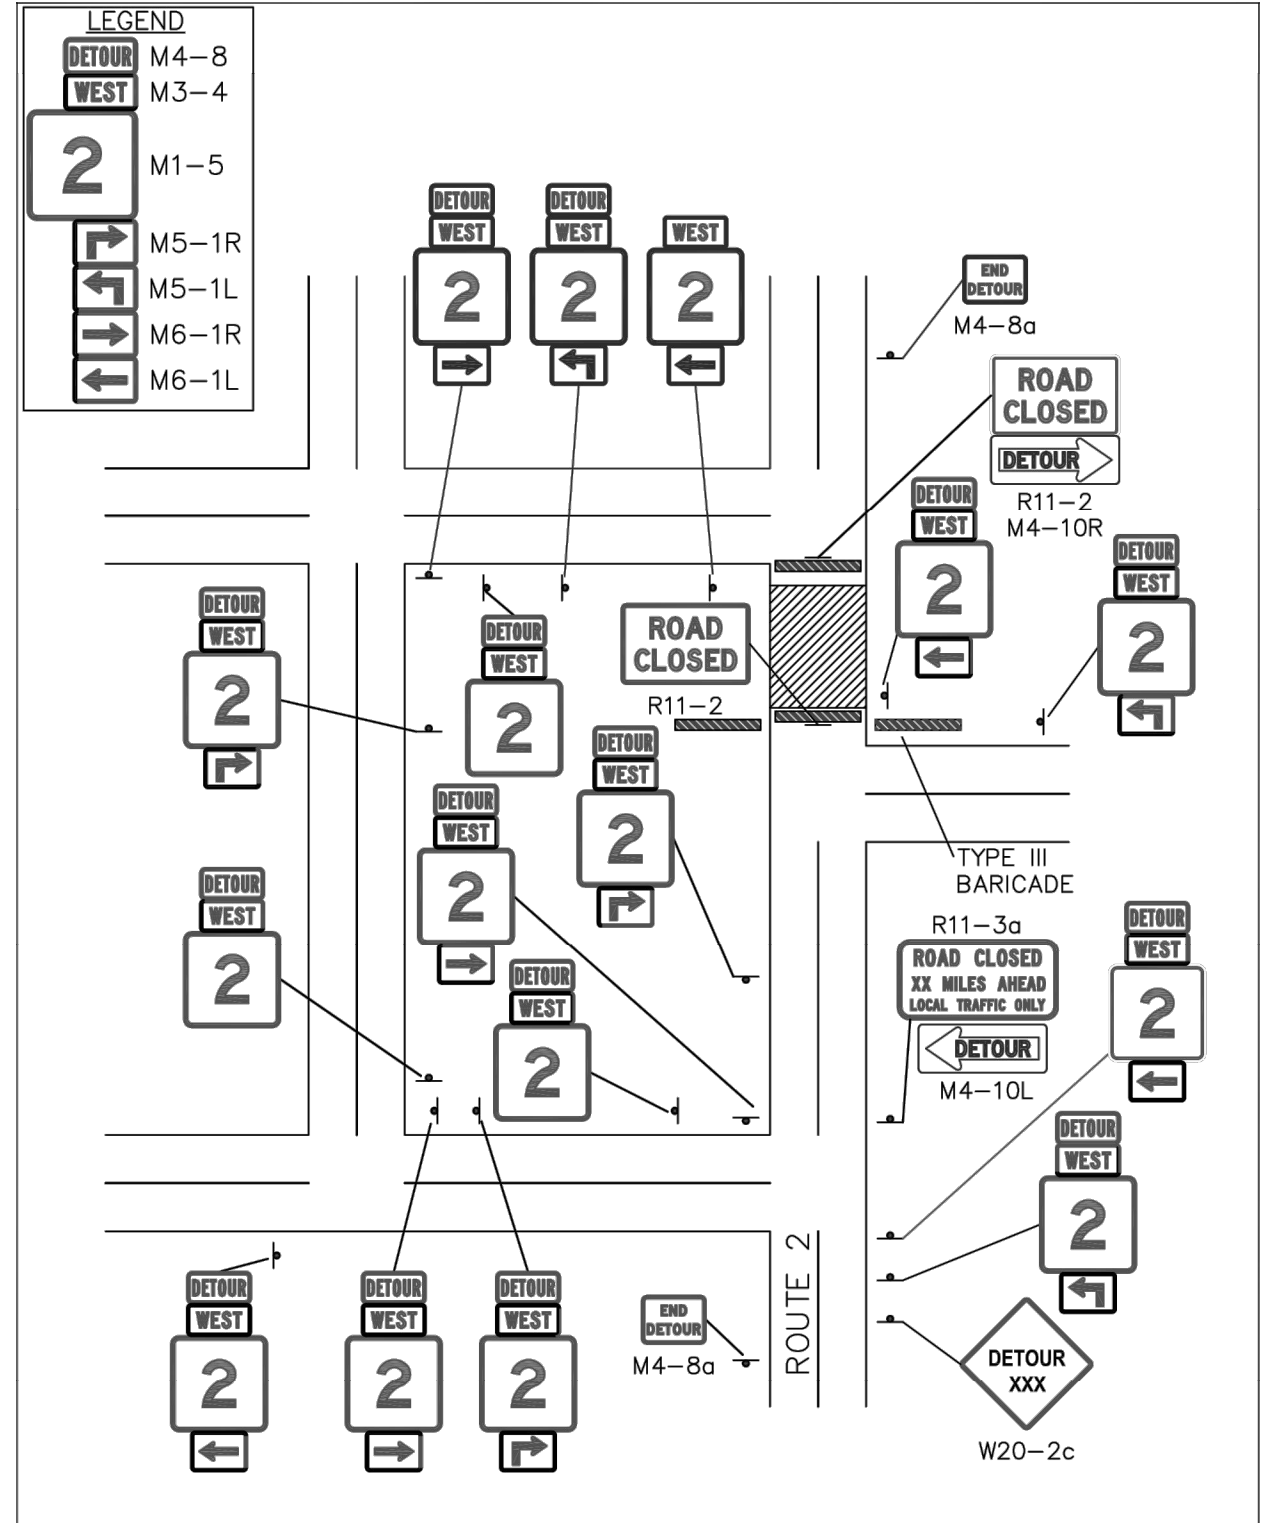 LEGEND
DETOUR M4-8
WEST M3-4
2 M1-5
M5-1R
M5-1L
M6-1R
M6-1L
DETOUR
WEST
2
DETOUR
WEST
2
WEST
2
END
DETOUR
M4-8a
ROAD
CLOSED
DETOUR
R11-2
M4-10R
DETOUR
WEST
2
DETOUR
WEST
2
DETOUR
WEST
2
DETOUR
WEST
2
ROAD
CLOSED
R11-2
DETOUR
WEST
2
DETOUR
WEST
2
TYPE III
BARICADE
DETOUR
WEST
2
DETOUR
WEST
2
R11-3a
ROAD CLOSED
XX MILES AHEAD
LOCAL TRAFFIC ONLY
DETOUR
M4-10L
DETOUR
WEST
2
DETOUR
WEST
2
DETOUR
WEST
2
DETOUR
WEST
2
DETOUR
WEST
2
END
DETOUR
M4-8a
ROUTE 2
DETOUR
XXX
W20-2c